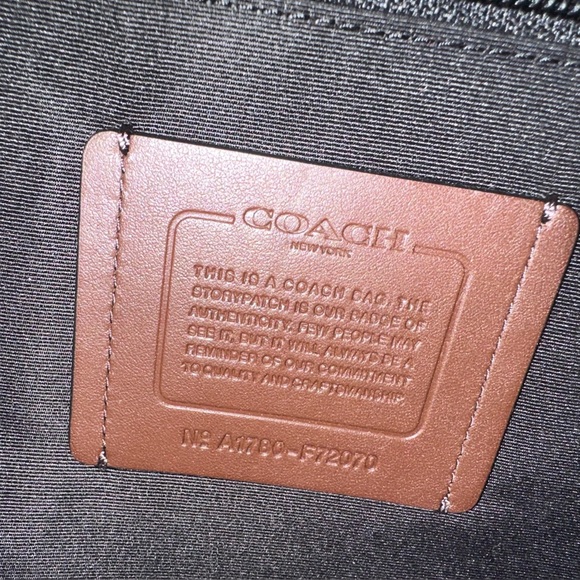 COACH
NEW YORK
THIS IS A COACH BAG. THE
STORYPATCH IS OUR BADGE OF
AUTHENTICITY. FEW PEOPLE MAY
SEE IT, BUT IT WILL ALWAYS BE A
REMINDER OF OUR COMMITMENT
TO QUALITY AND CRAFTSMANSHIP.
Nº A1780-F72070